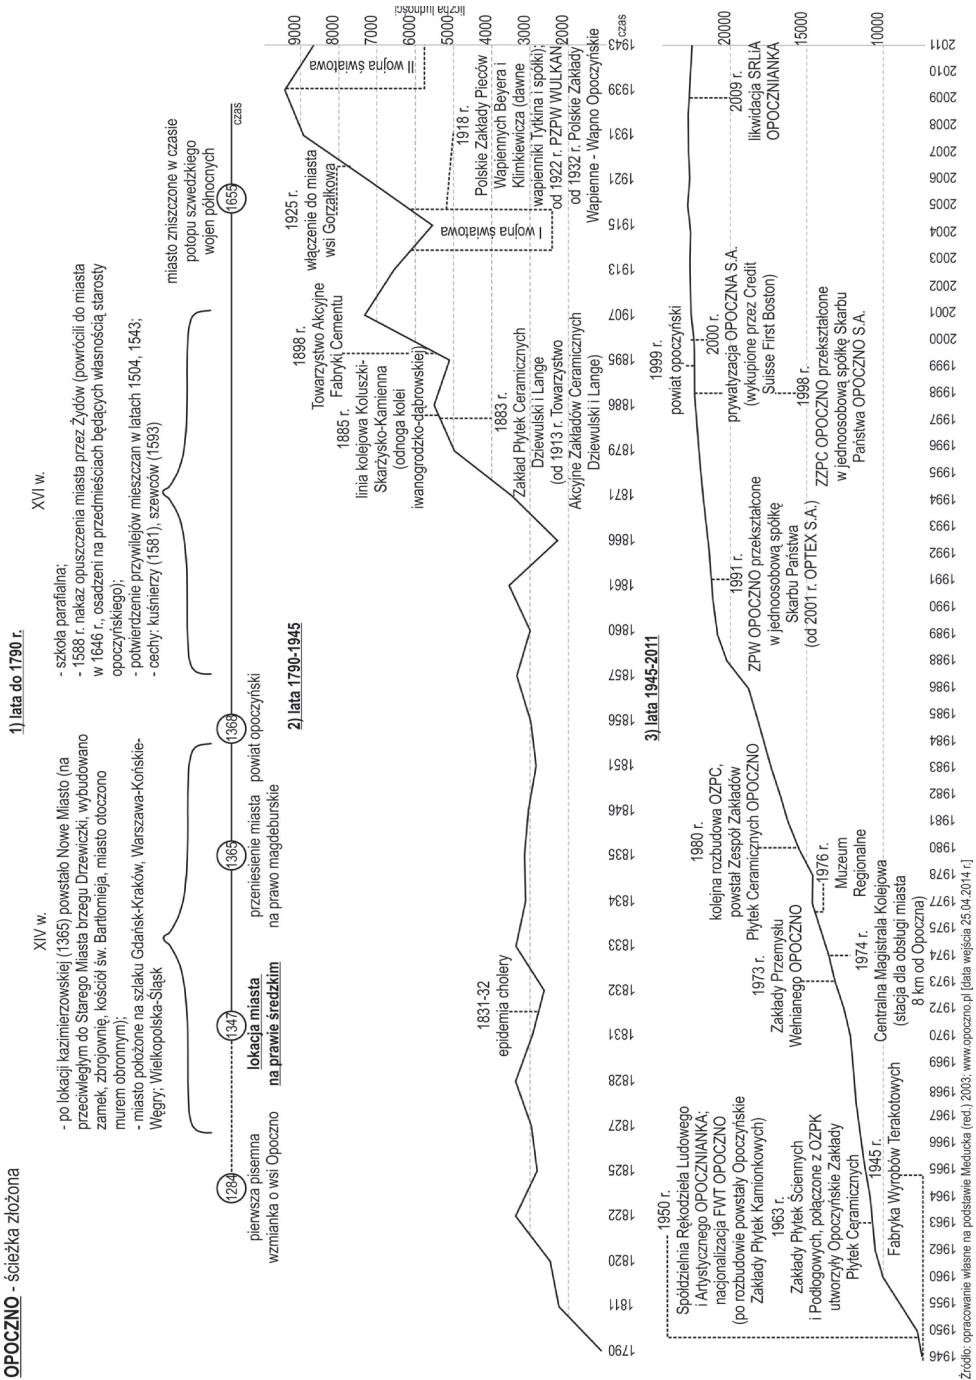 OPOCZNO - ścieżka złożona
1) lata do 1790 r.
XIV w.
- po lokacji kazimierzowskiej (1365) powstało Nowe Miasto (na
przeciwległym do Starego Miasta brzegu Drzewiczki, wybudowano
zamek, zbrojownię, kościół św. Bartłomieja, miasto otoczono
murem obronnym);
- miasto położone na szlaku Gdańsk-Kraków, Warszawa-Końskie-
Węgry; Wielkopolska-Śląsk
XVI w.
- szkoła parafialna;
- 1588 r. nakaz opuszczenia miasta przez Żydów (powrócili do miasta
w 1646 r., osadzeni na przedmieściach będących własnością starosty
opoczyńskiego);
- potwierdzenie przywilejów mieszczan w latach 1504, 1543;
- cechy: kuśnierzy (1581), szewców (1593)
miasto zniszczone w czasie
potopu szwedzkiego
wojen północnych
1284
1347
1365
1368
1655
czas
pierwsza pisemna
wzmianka o wsi Opoczno
lokacja miasta
na prawie średzkim
przeniesienie miasta
na prawo magdeburskie
powiat opoczyński
2) lata 1790-1945
liczba ludności
9000
8000
7000
6000
5000
4000
3000
2000
czas
1831-32
epidemia cholery
1883 r.
Zakład Płytek Ceramicznych
Dziewulski i Lange
(od 1913 r. Towarzystwo
Akcyjne Zakładów Ceramicznych
Dziewulski i Lange)
1885 r.
linia kolejowa Koluszki-
Skarżysko-Kamienna
(odnoga kolei
iwanogrodzko-dąbrowskiej)
1898 r.
Towarzystwo Akcyjne
Fabryki Cementu
1925 r.
włączenie do miasta
wsi Gorzałkowa
I wojna światowa
II wojna światowa
1918 r.
Polskie Zakłady Pieców
Wapiennych Beyera i
Klimkiewicza (dawne
wapienniki Tytkina i spółki);
od 1922 r. PZPW WULKAN,
od 1932 r. Polskie Zakłady
Wapienne - Wapno Opoczyńskie
1790
1811
1820
1822
1825
1827
1828
1831
1832
1833
1834
1835
1846
1851
1856
1857
1860
1861
1866
1871
1879
1886
1895
1907
1913
1915
1921
1931
1939
1943
3) lata 1945-2011
20000
15000
10000
1950 r.
Spółdzielnia Rękodzieła Ludowego
i Artystycznego OPOCZNIANKA;
nacjonalizacja FWT OPOCZNO
(po rozbudowie powstały Opoczyńskie
Zakłady Płytek Kamionkowych)
1963 r.
Zakłady Płytek Ściennych
i Podłogowych, połączone z OZPK
utworzyły Opoczyńskie Zakłady
Płytek Ceramicznych
1945 r.
Fabryka Wyrobów Terakotowych
1973 r.
Zakłady Przemysłu
Wełnianego OPOCZNO
1974 r.
Centralna Magistrala Kolejowa
(stacja dla obsługi miasta
8 km od Opoczna)
1976 r.
Muzeum
Regionalne
1980 r.
kolejna rozbudowa OZPC,
powstał Zespół Zakładów
Płytek Ceramicznych OPOCZNO
1991 r.
ZPW OPOCZNO przekształcone
w jednoosobową spółkę
Skarbu Państwa
(od 2001 r. OPTEX S.A.)
1998 r.
ZZPC OPOCZNO przekształcone
w jednoosobową spółkę Skarbu
Państwa OPOCZNO S.A.
1999 r.
powiat opoczyński
2000 r.
prywatyzacja OPOCZNA S.A.
(wykupione przez Credit
Suisse First Boston)
2009 r.
likwidacja SRLiA
OPOCZNIANKA
1946
1950
1955
1960
1962
1963
1964
1965
1966
1967
1968
1969
1970
1972
1973
1974
1975
1977
1978
1980
1981
1982
1983
1984
1985
1986
1988
1989
1990
1991
1992
1993
1994
1995
1996
1997
1998
1999
2000
2001
2002
2003
2004
2005
2006
2007
2008
2009
2010
2011
Źródło: opracowanie własne na podstawie Meducka (red.) 2003; www.opoczno.pl [data wejścia 25.04.2014 r.]